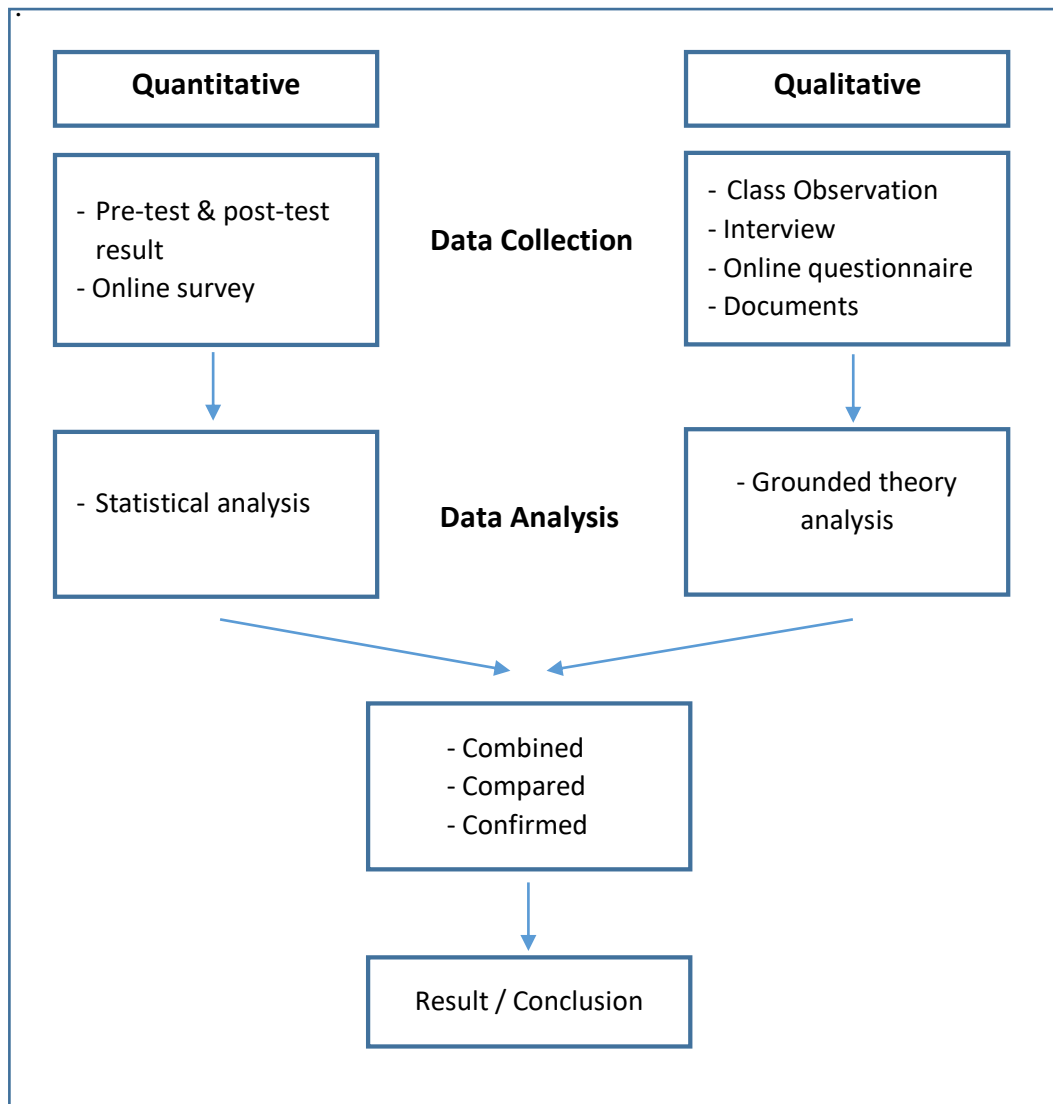 Quantitative
Qualitative
- Pre-test & post-test
result
- Online survey
Data Collection
- Class Observation
- Interview
- Online questionnaire
- Documents
- Statistical analysis
Data Analysis
- Grounded theory
analysis
- Combined
- Compared
- Confirmed
Result / Conclusion